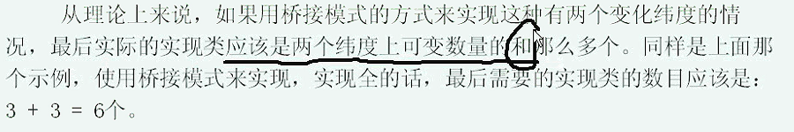 从理论上来说，如果用桥接模式的方式来实现这种有两个变化纬度的情
况，最后实际的实现类应该是两个纬度上可变数量的和那么多个。同样是上面那
个示例，使用桥接模式来实现，实现全的话，最后需要的实现类的数目应该是：
3 + 3 = 6个。